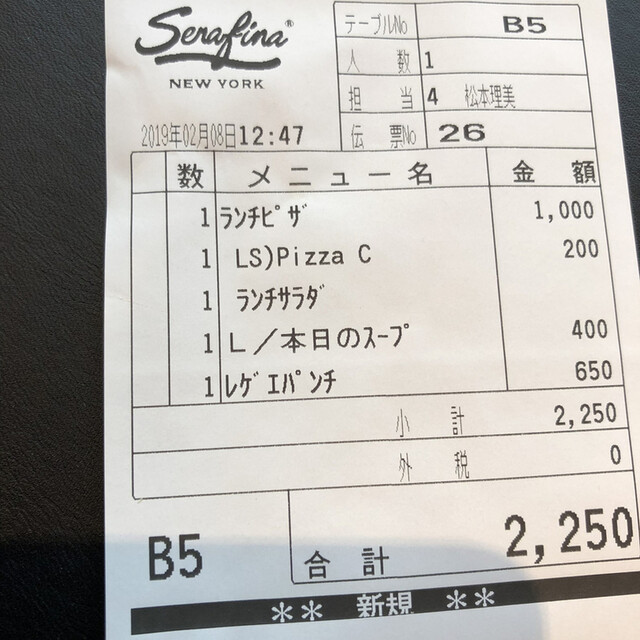 Serafina®
NEW YORK
テーブルNo B5
人 数 1
担 当 4 松本理美
2019年02月08日12:47
伝 票No 26
数 メニュー名 金 額
1 ﾗﾝﾁﾋﾟｻﾞ 1,000
1 LS)Pizza C 200
1 ﾗﾝﾁｻﾗﾀﾞ
1 L／本日のｽｰﾌﾟ 400
1 ﾚｹﾞｴﾊﾟﾝﾁ 650
小 計 2,250
外 税 0
B5 合 計 2,250
** 新規 **